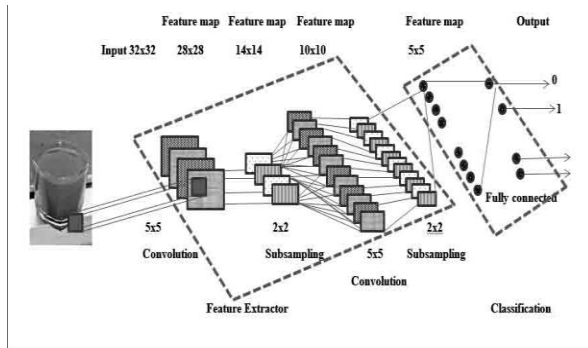 Feature map Feature map Feature map Feature map Output
Input 32x32 28x28 14x14 10x10 5x5
0
1
Fully connected
5x5 2x2 5x5 2x2
Convolution Subsampling Convolution Subsampling
Feature Extractor Classification